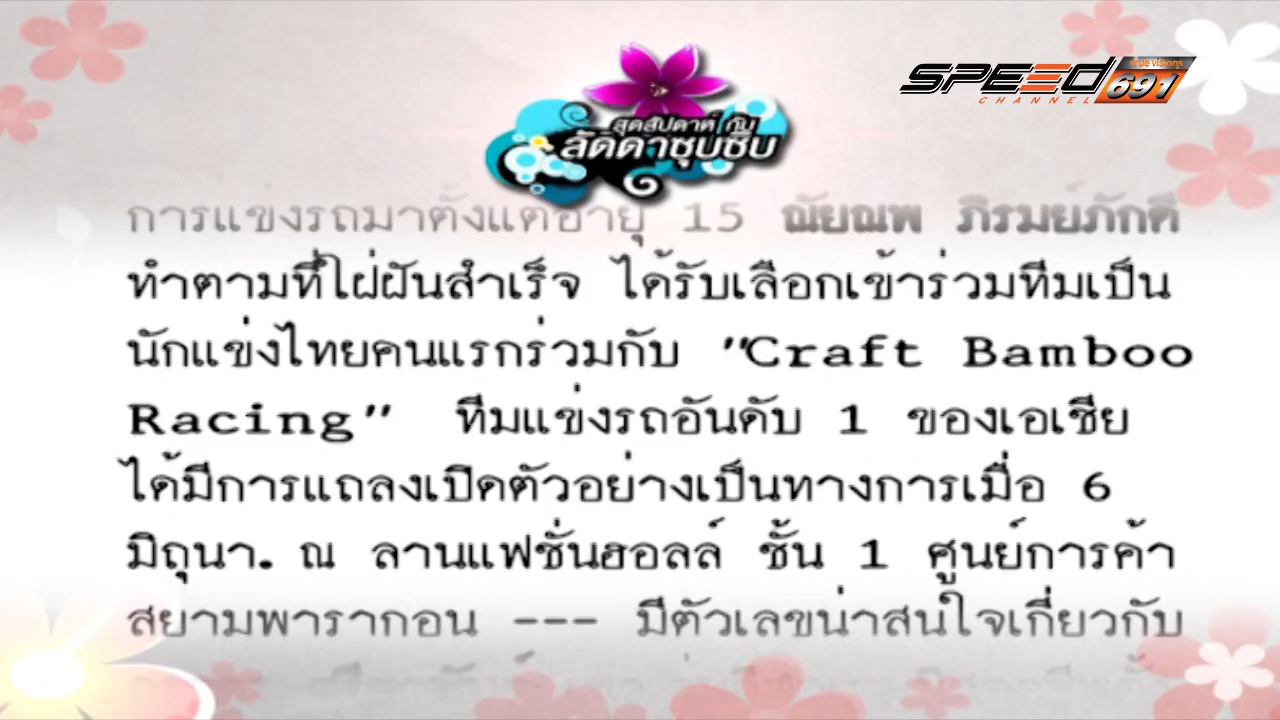 SPEED
CHANNEL
true visions
691
สุดสัปดาห์ กับ
ลัดดาซุบซิบ
การแข่งรถมาตั้งแต่อายุ 15 ณัยณพ ภิรมย์ภักดี
ทำตามที่ใฝ่ฝันสำเร็จ ได้รับเลือกเข้าร่วมทีมเป็น
นักแข่งไทยคนแรกร่วมกับ "Craft Bamboo
Racing" ทีมแข่งรถอันดับ 1 ของเอเชีย
ได้มีการแถลงเปิดตัวอย่างเป็นทางการเมื่อ 6
มิถุนา. ณ ลานแฟชั่นฮอลล์ ชั้น 1 ศูนย์การค้า
สยามพารากอน --- มีตัวเลขน่าสนใจเกี่ยวกับ